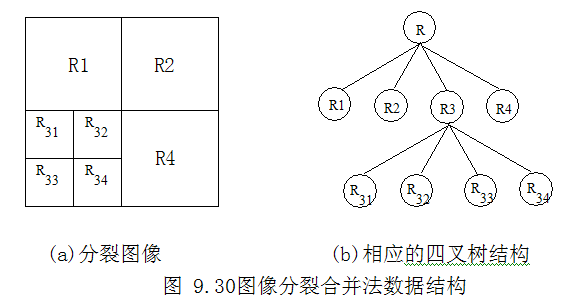 R1 R2
R31 R32
R33 R34
R4
R
R1 R2 R3 R4
R31 R32 R33 R34
(a)分裂图像
(b)相应的四叉树结构
图 9.30图像分裂合并法数据结构